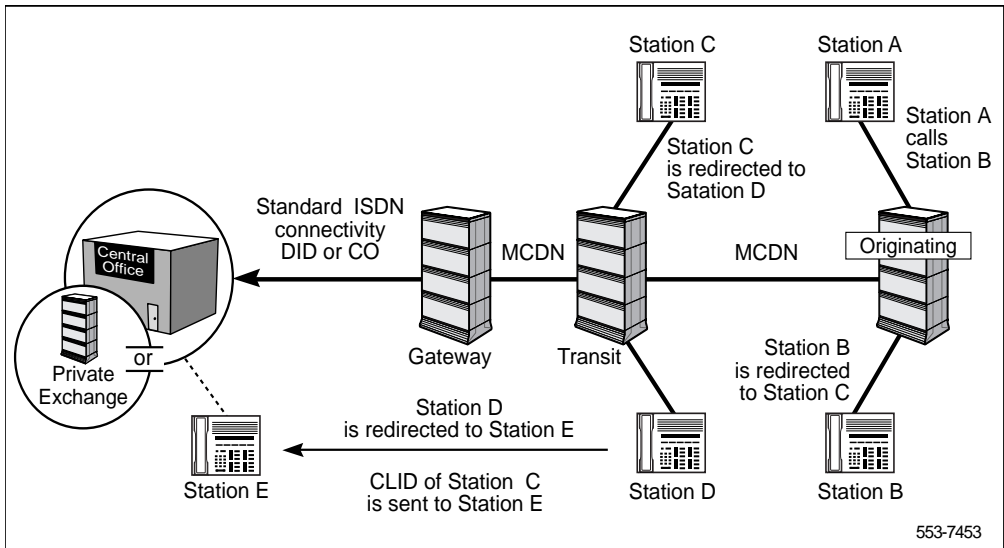 Station C
Station A
Station A
calls
Station B
Station C
is redirected to
Satation D
Standard ISDN
connectivity
DID or CO
MCDN
MCDN
Originating
Central
Office
or
Private
Exchange
Gateway
Transit
Station B
is redirected
to Station C
Station D
is redirected to Station E
CLID of Station C
is sent to Station E
Station E
Station D
Station B
553-7453